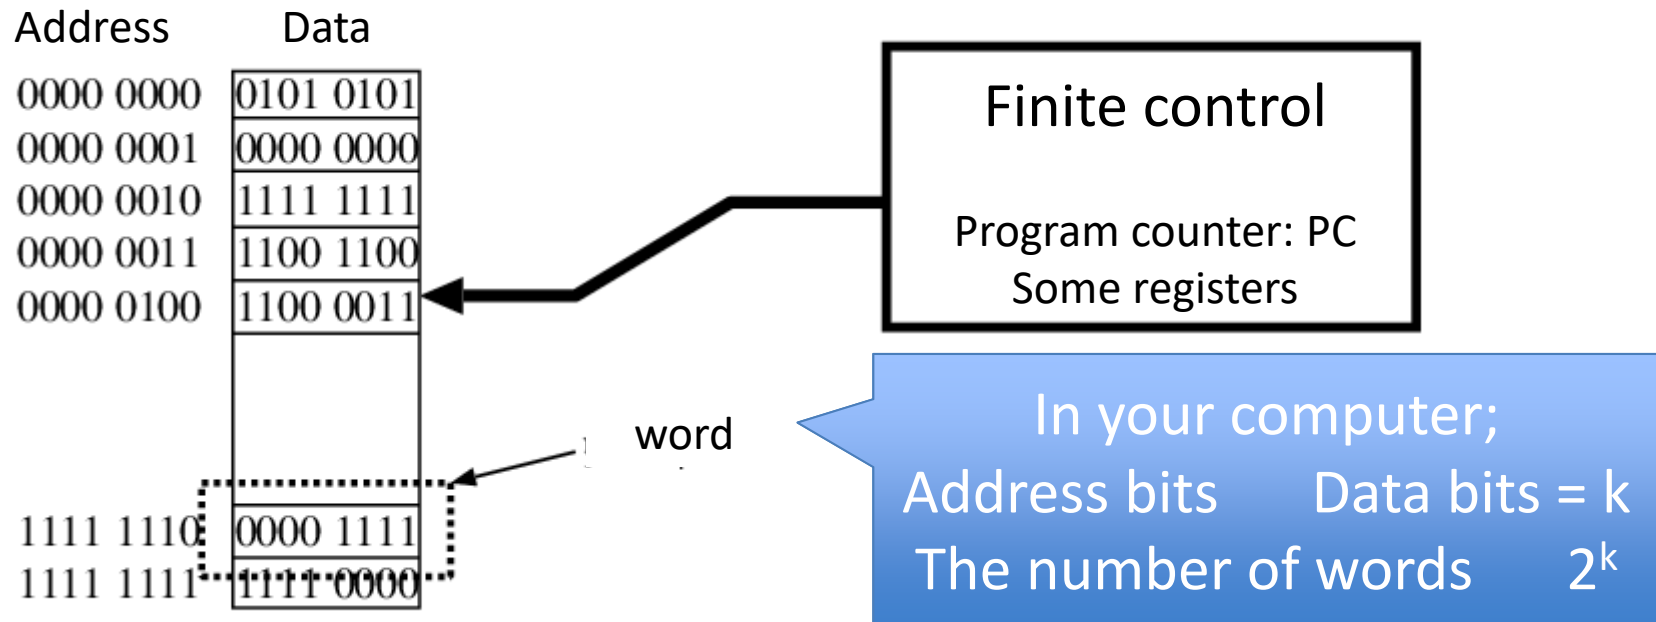 Address Data
0000 0000 0101 0101
0000 0001 0000 0000
0000 0010 1111 1111
0000 0011 1100 1100
0000 0100 1100 0011
1111 1110 0000 1111
1111 1111 1111 0000
word
Finite control
Program counter: PC
Some registers
In your computer;
Address bits Data bits = k
The number of words 2ᵏ